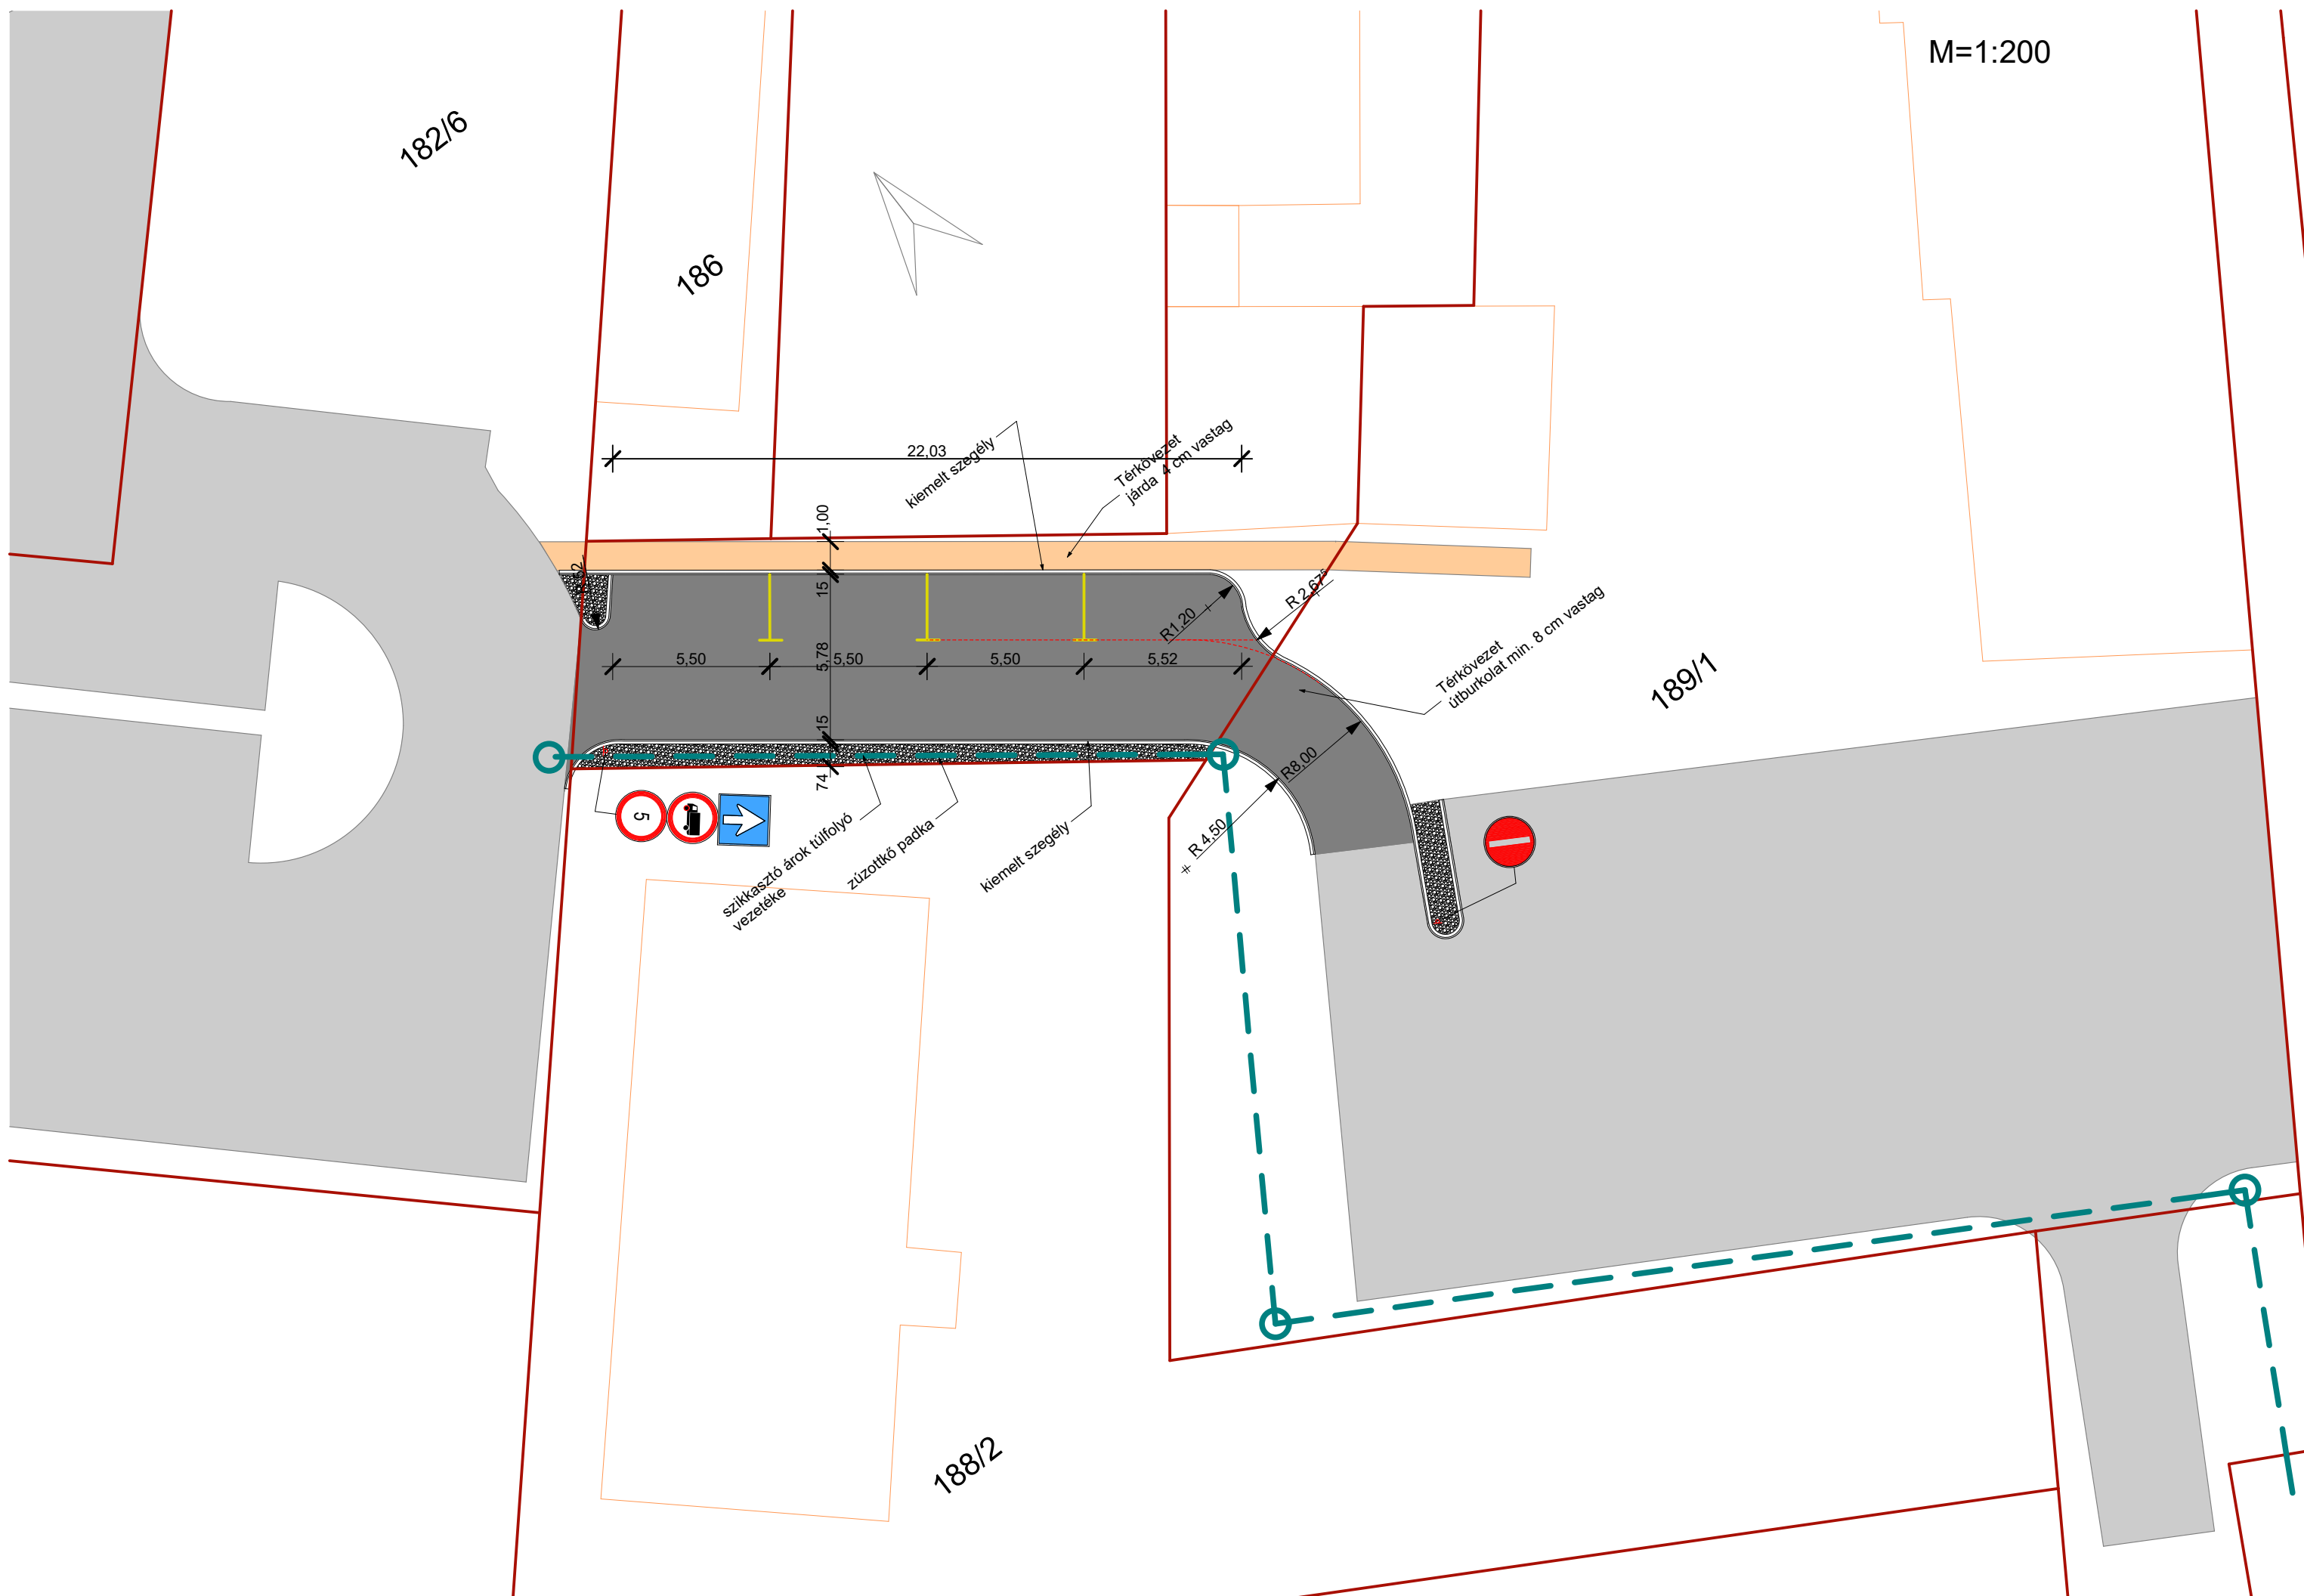 M=1:200
182/6
186
22,03
kiemelt szegély
Térkövezet
járda 4 cm vastag
1,00
15
R1,20
R 2,67⁵
5,78
5,50
5,50
5,50
5,52
Térkövezet
útburkolat min. 8 cm vastag
189/1
15
74
R8,00
R 4,50
5
szikkasztó árok túlfolyó
vezetéke
zúzottkő padka
kiemelt szegély
188/2